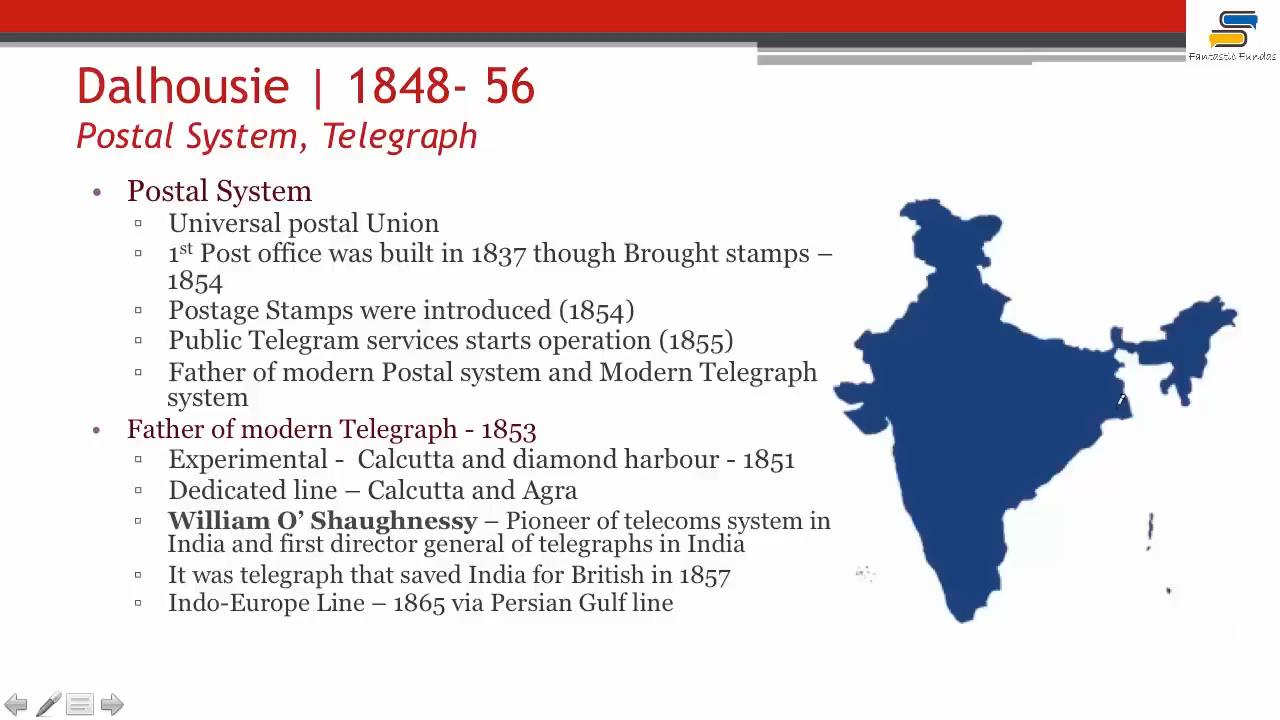 Fantastic Fundas
Dalhousie | 1848- 56
Postal System, Telegraph
• Postal System
▫ Universal postal Union
▫ 1st Post office was built in 1837 though Brought stamps –
1854
▫ Postage Stamps were introduced (1854)
▫ Public Telegram services starts operation (1855)
▫ Father of modern Postal system and Modern Telegraph
system
• Father of modern Telegraph - 1853
▫ Experimental - Calcutta and diamond harbour - 1851
▫ Dedicated line – Calcutta and Agra
▫ William O’ Shaughnessy – Pioneer of telecoms system in
India and first director general of telegraphs in India
▫ It was telegraph that saved India for British in 1857
▫ Indo-Europe Line – 1865 via Persian Gulf line